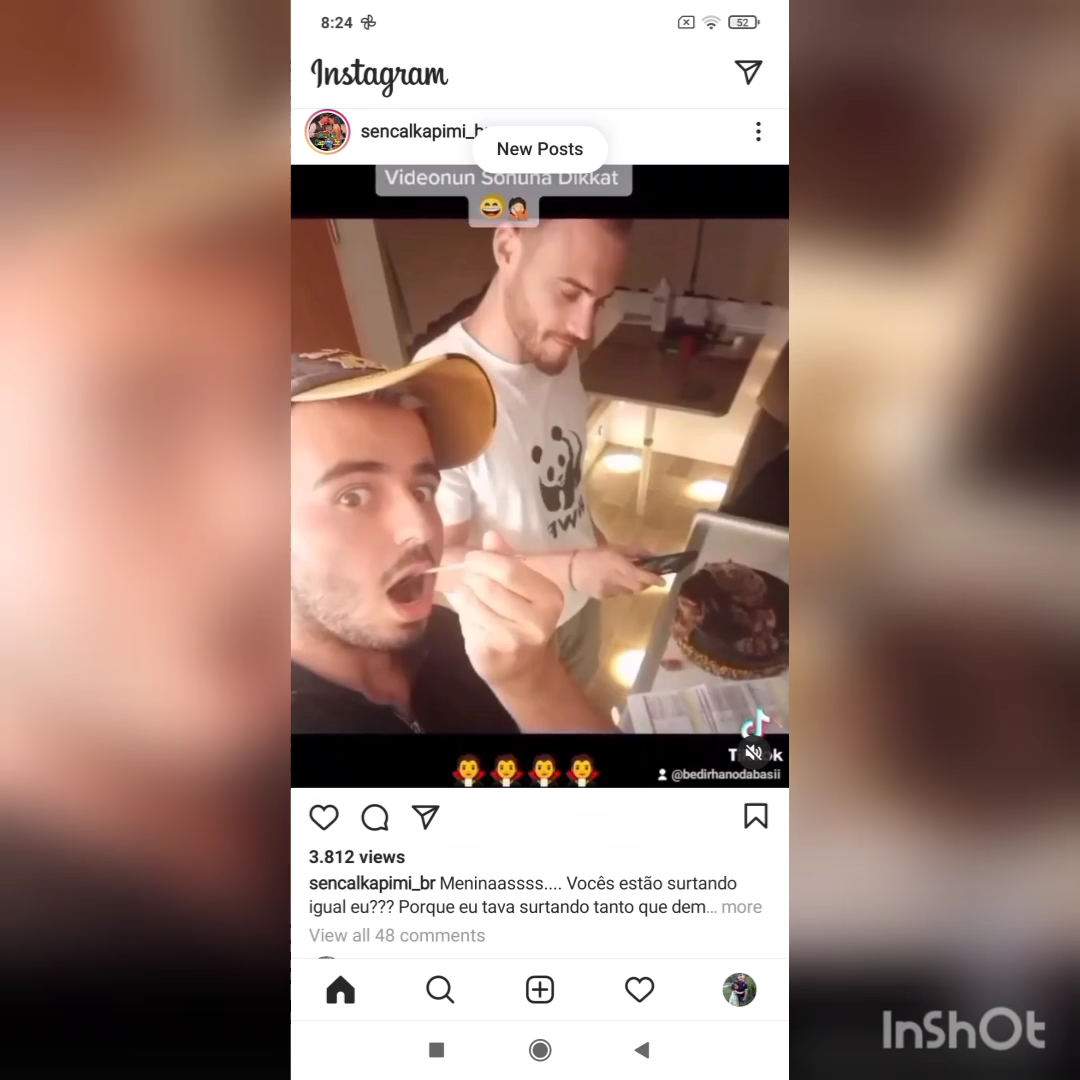 8:24
52
Instagram
sencalkapimi_b
New Posts
Videonun Sonuna Dikkat
WWF
@bedirhanodabasii
3.812 views
sencalkapimi_br Meninaassss.... Vocês estão surtando
igual eu??? Porque eu tava surtando tanto que dem... more
View all 48 comments
InShOt